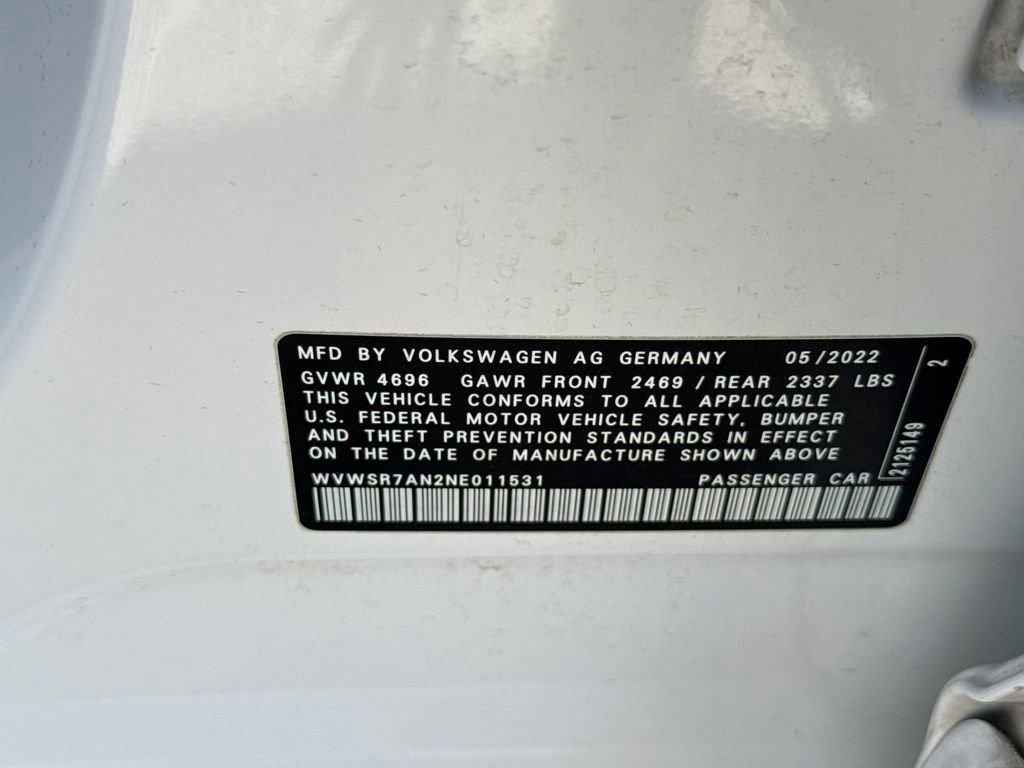 MFD BY VOLKSWAGEN AG GERMANY 05/2022
GVWR 4696 GAWR FRONT 2469 / REAR 2337 LBS
THIS VEHICLE CONFORMS TO ALL APPLICABLE
U.S. FEDERAL MOTOR VEHICLE SAFETY, BUMPER
AND THEFT PREVENTION STANDARDS IN EFFECT
ON THE DATE OF MANUFACTURE SHOWN ABOVE
WVWSR7AN2NE011531 PASSENGER CAR
2125149 2